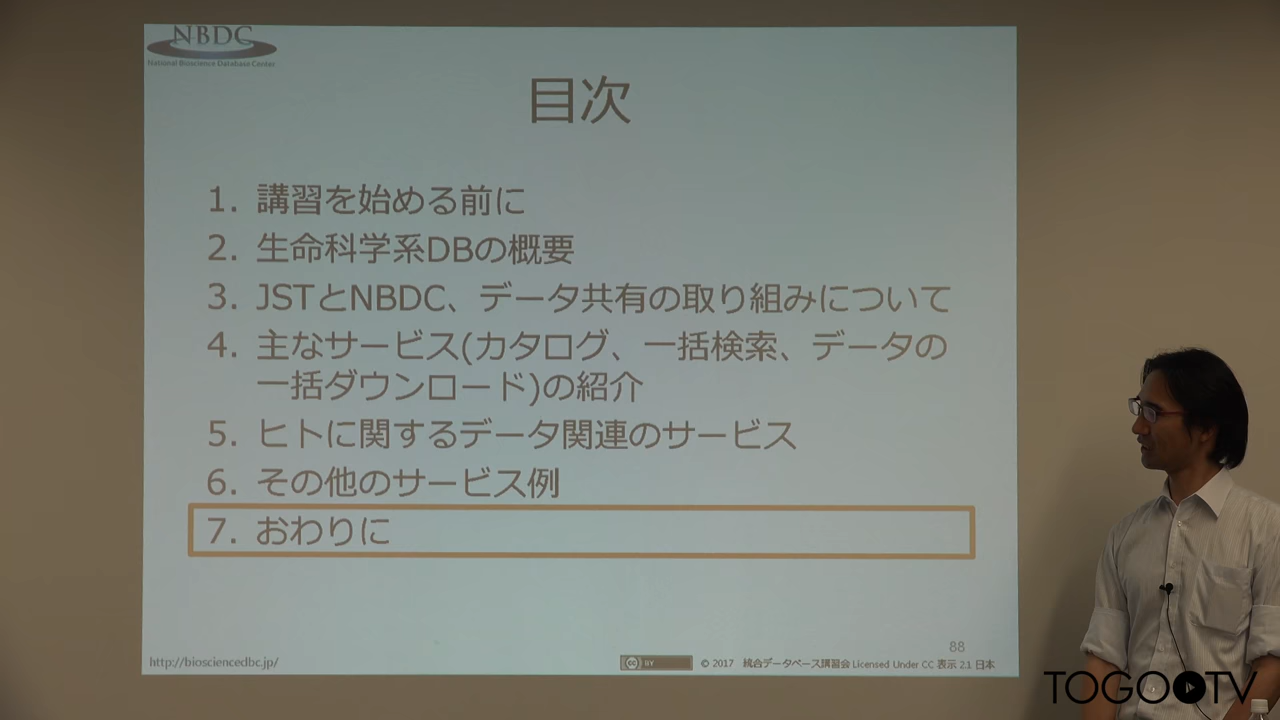 NBDC
National Bioscience Database Center
目次
1. 講習を始める前に
2. 生命科学系DBの概要
3. JSTとNBDC、データ共有の取り組みについて
4. 主なサービス(カタログ、一括検索、データの
一括ダウンロード)の紹介
5. ヒトに関するデータ関連のサービス
6. その他のサービス例
7. おわりに
88
http://biosciencedbc.jp/
cc BY
© 2017 統合データベース講習会 Licensed Under CC 表示 2.1 日本
TOGOTV